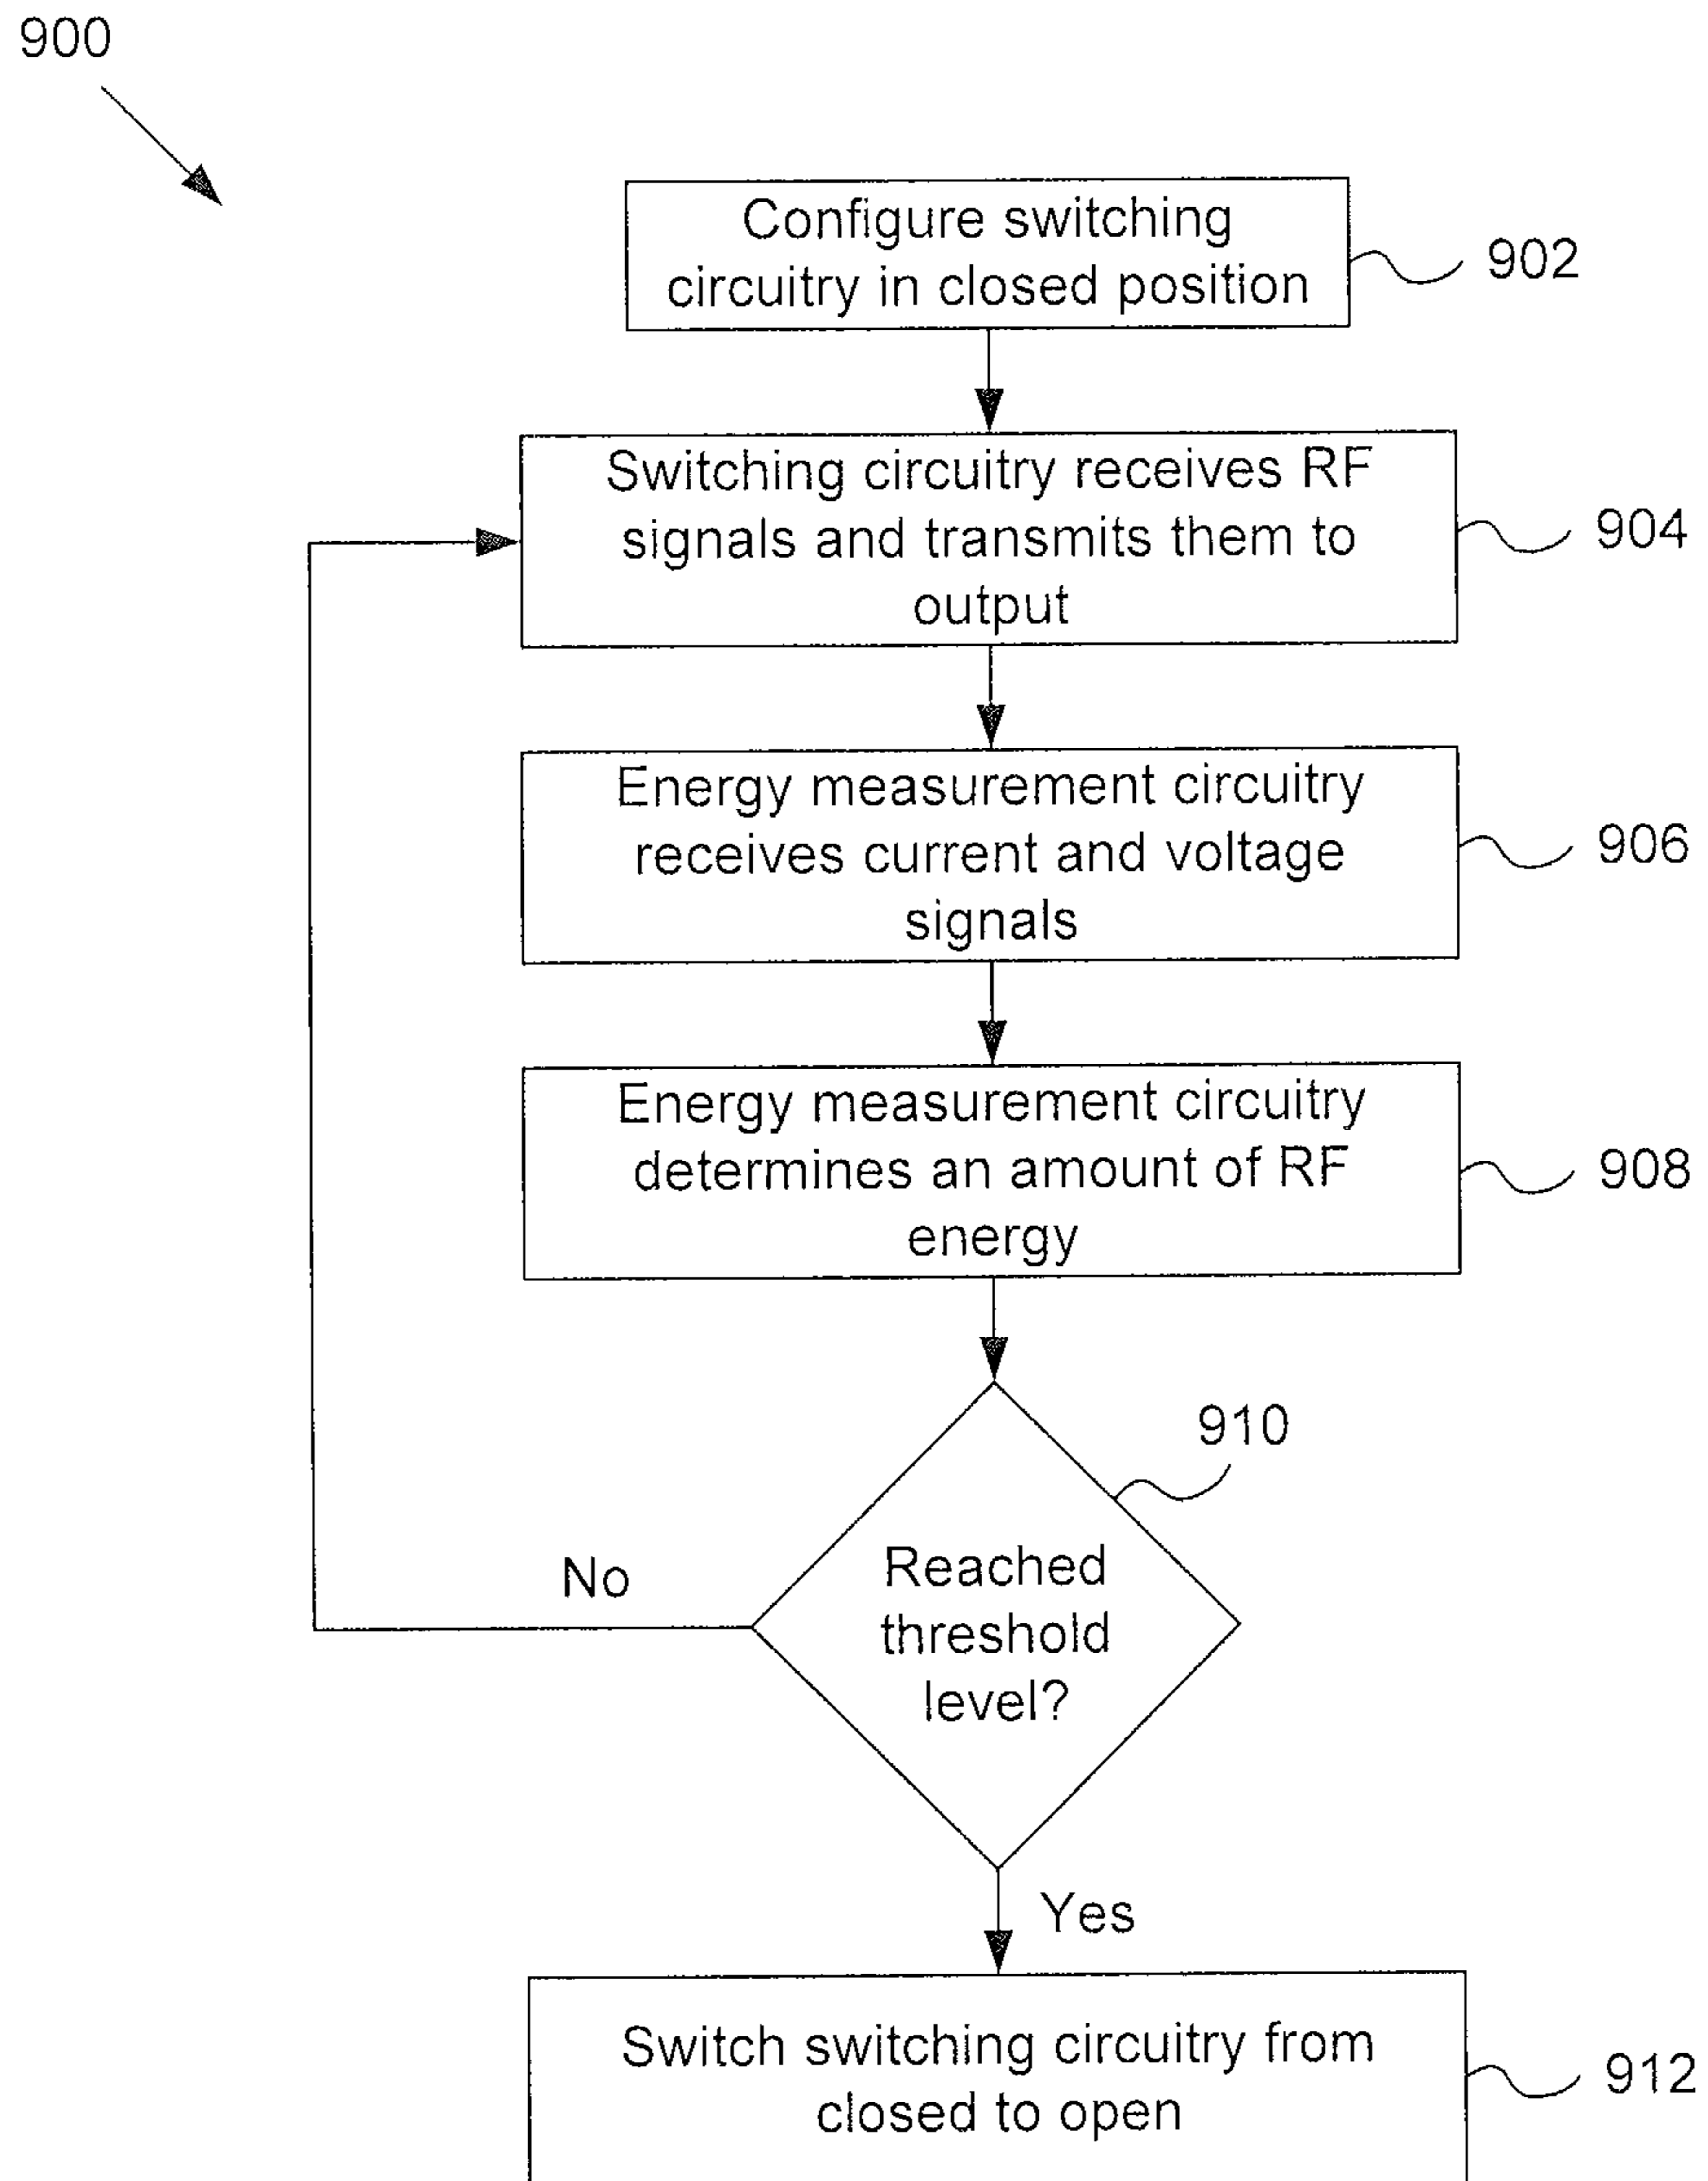 900
Configure switching
circuitry in closed position
902
Switching circuitry receives RF
signals and transmits them to
output
904
Energy measurement circuitry
receives current and voltage
signals
906
Energy measurement circuitry
determines an amount of RF
energy
908
910
Reached
threshold
level?
No
Yes
Switch switching circuitry from
closed to open
912